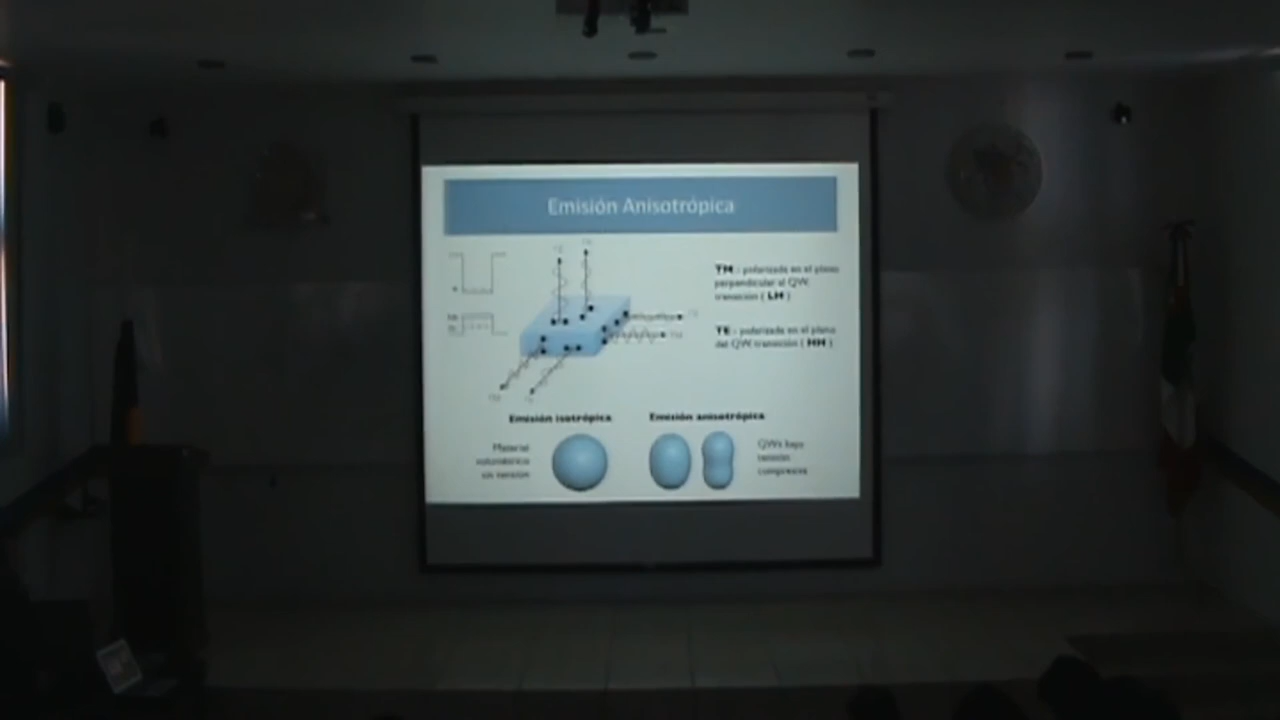 Emisión Anisotrópica
TM : polarizada en el plano
perpendicular al QW.
transición ( LH )
TE : polarizada en el plano
del QW transición ( HH )
Emisión isotrópica
Emisión anisotrópica
Material
volumétrico
sin tensión
QWs bajo
tensión
compresiva